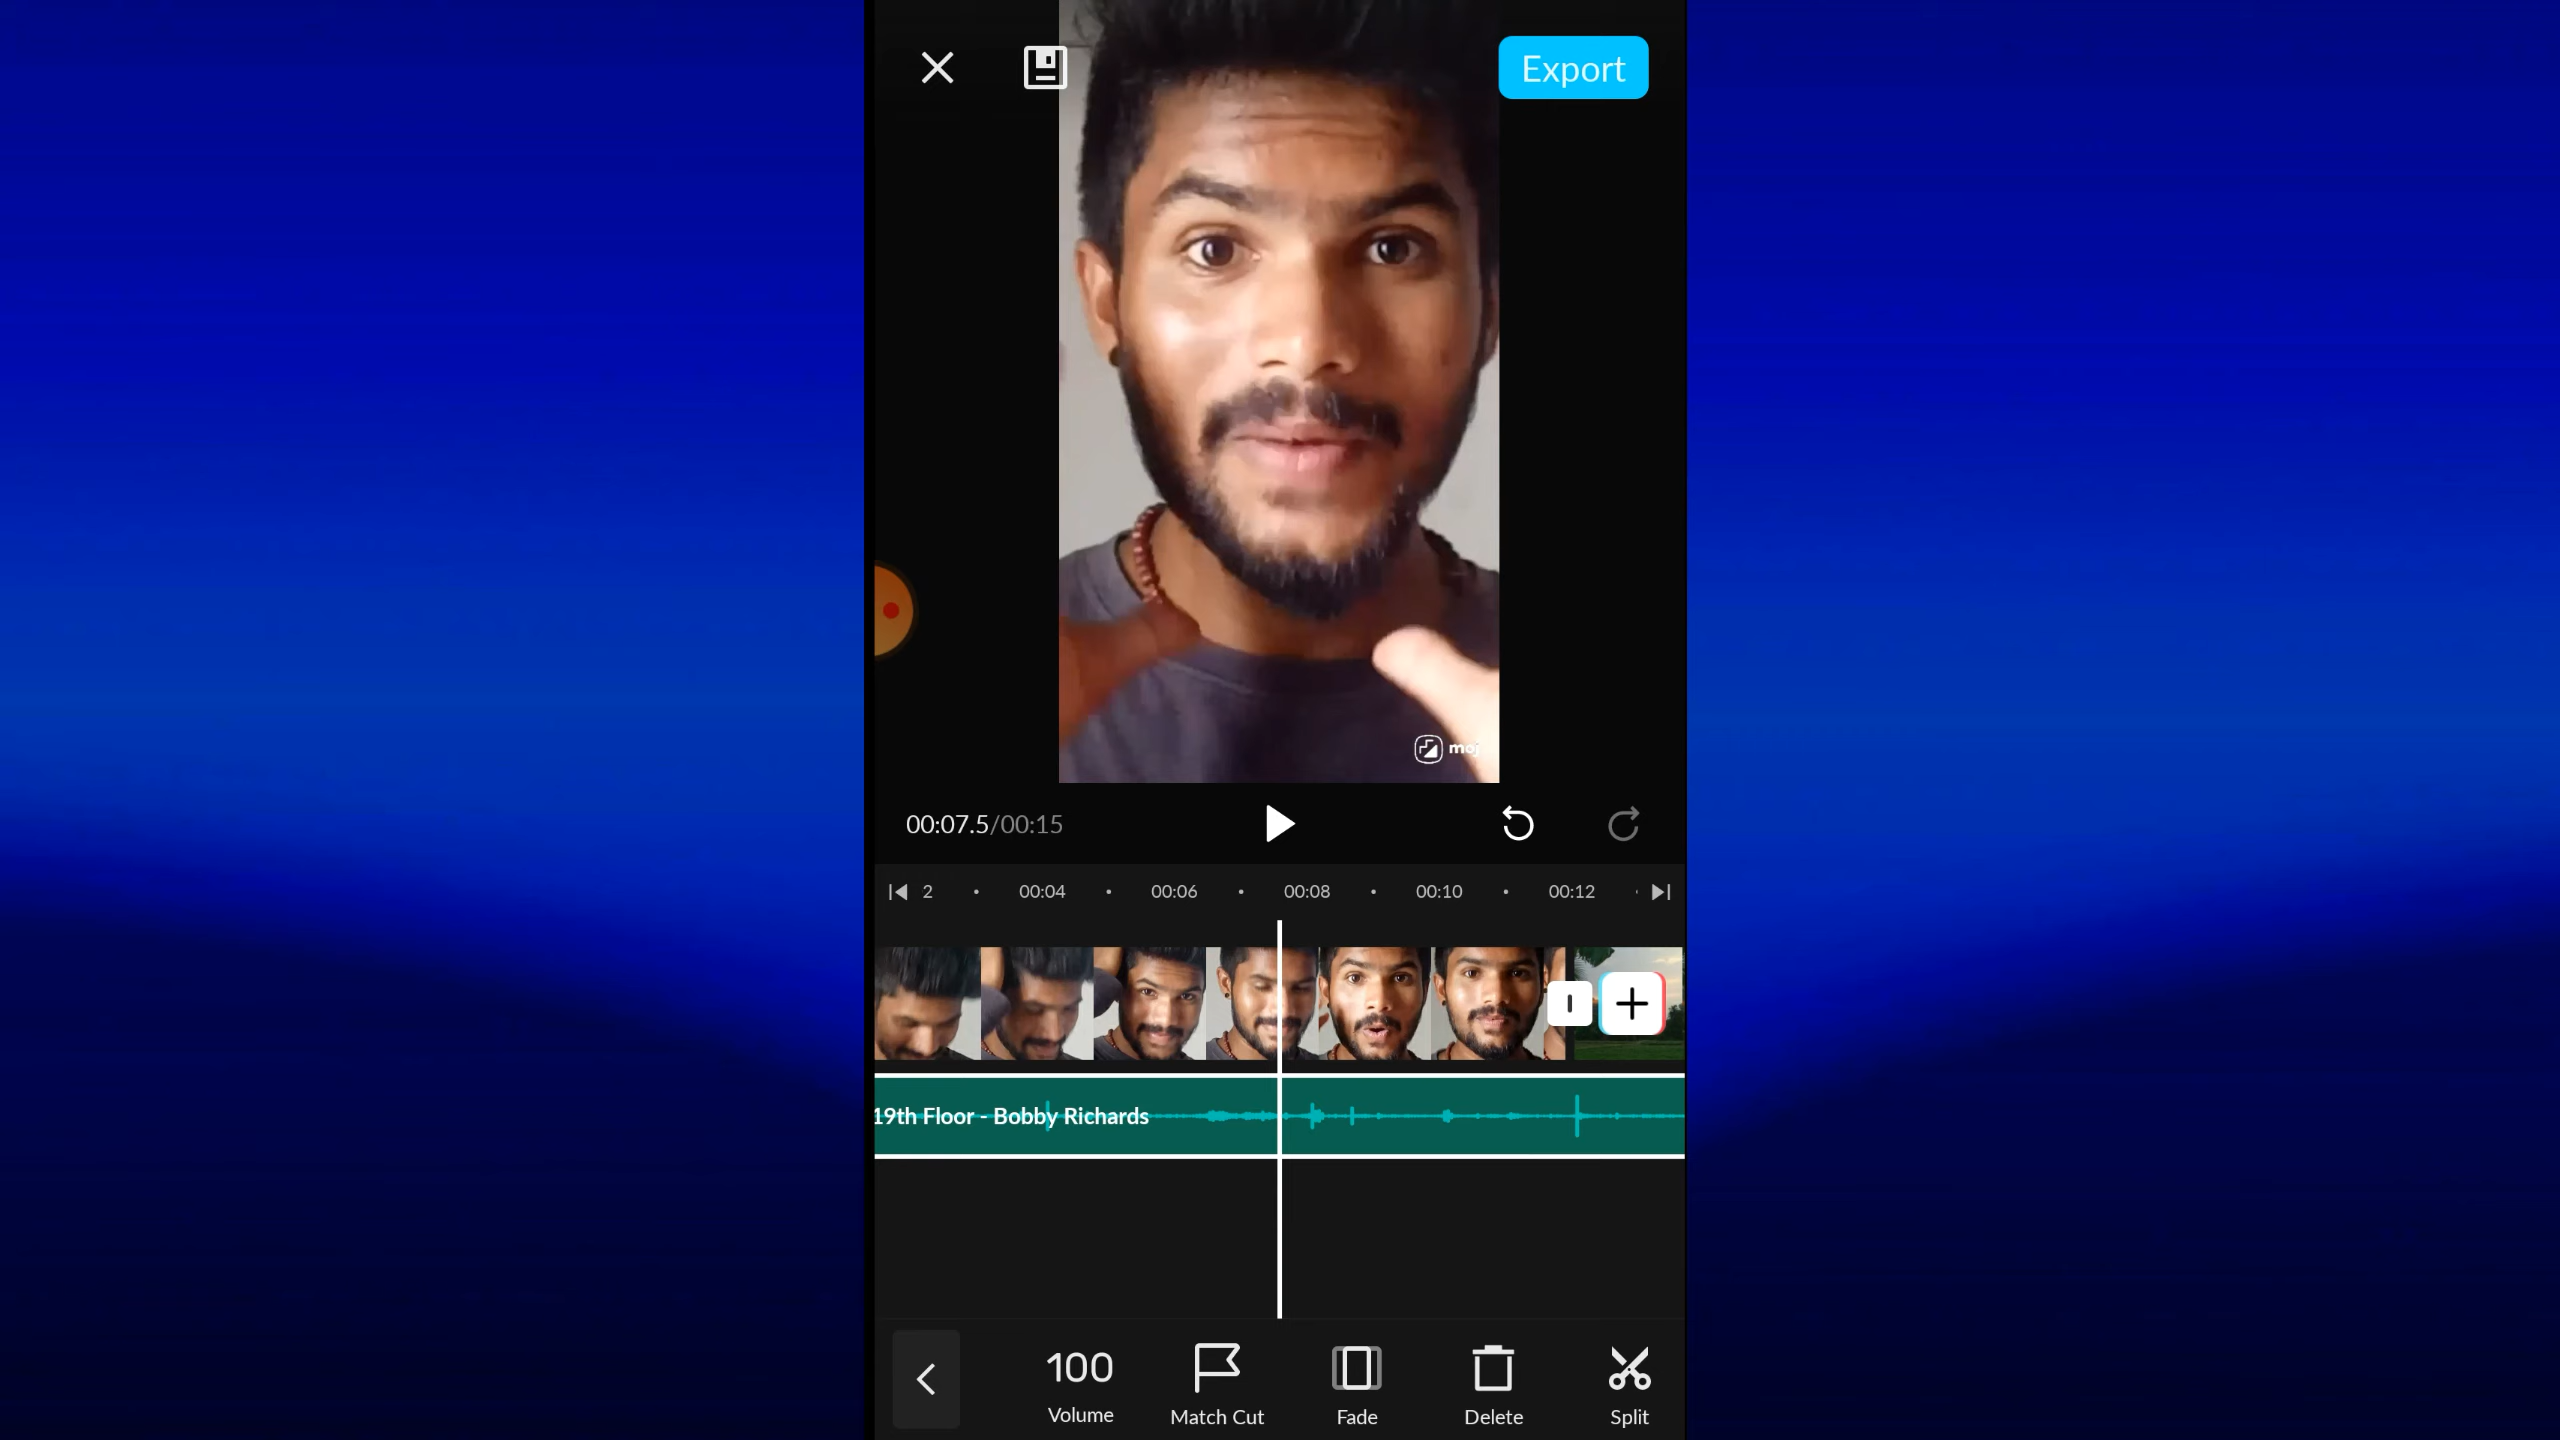 Export
moj
00:07.5/00:15
2 00:04 00:06 00:08 00:10 00:12
19th Floor - Bobby Richards
100
Volume Match Cut Fade Delete Split